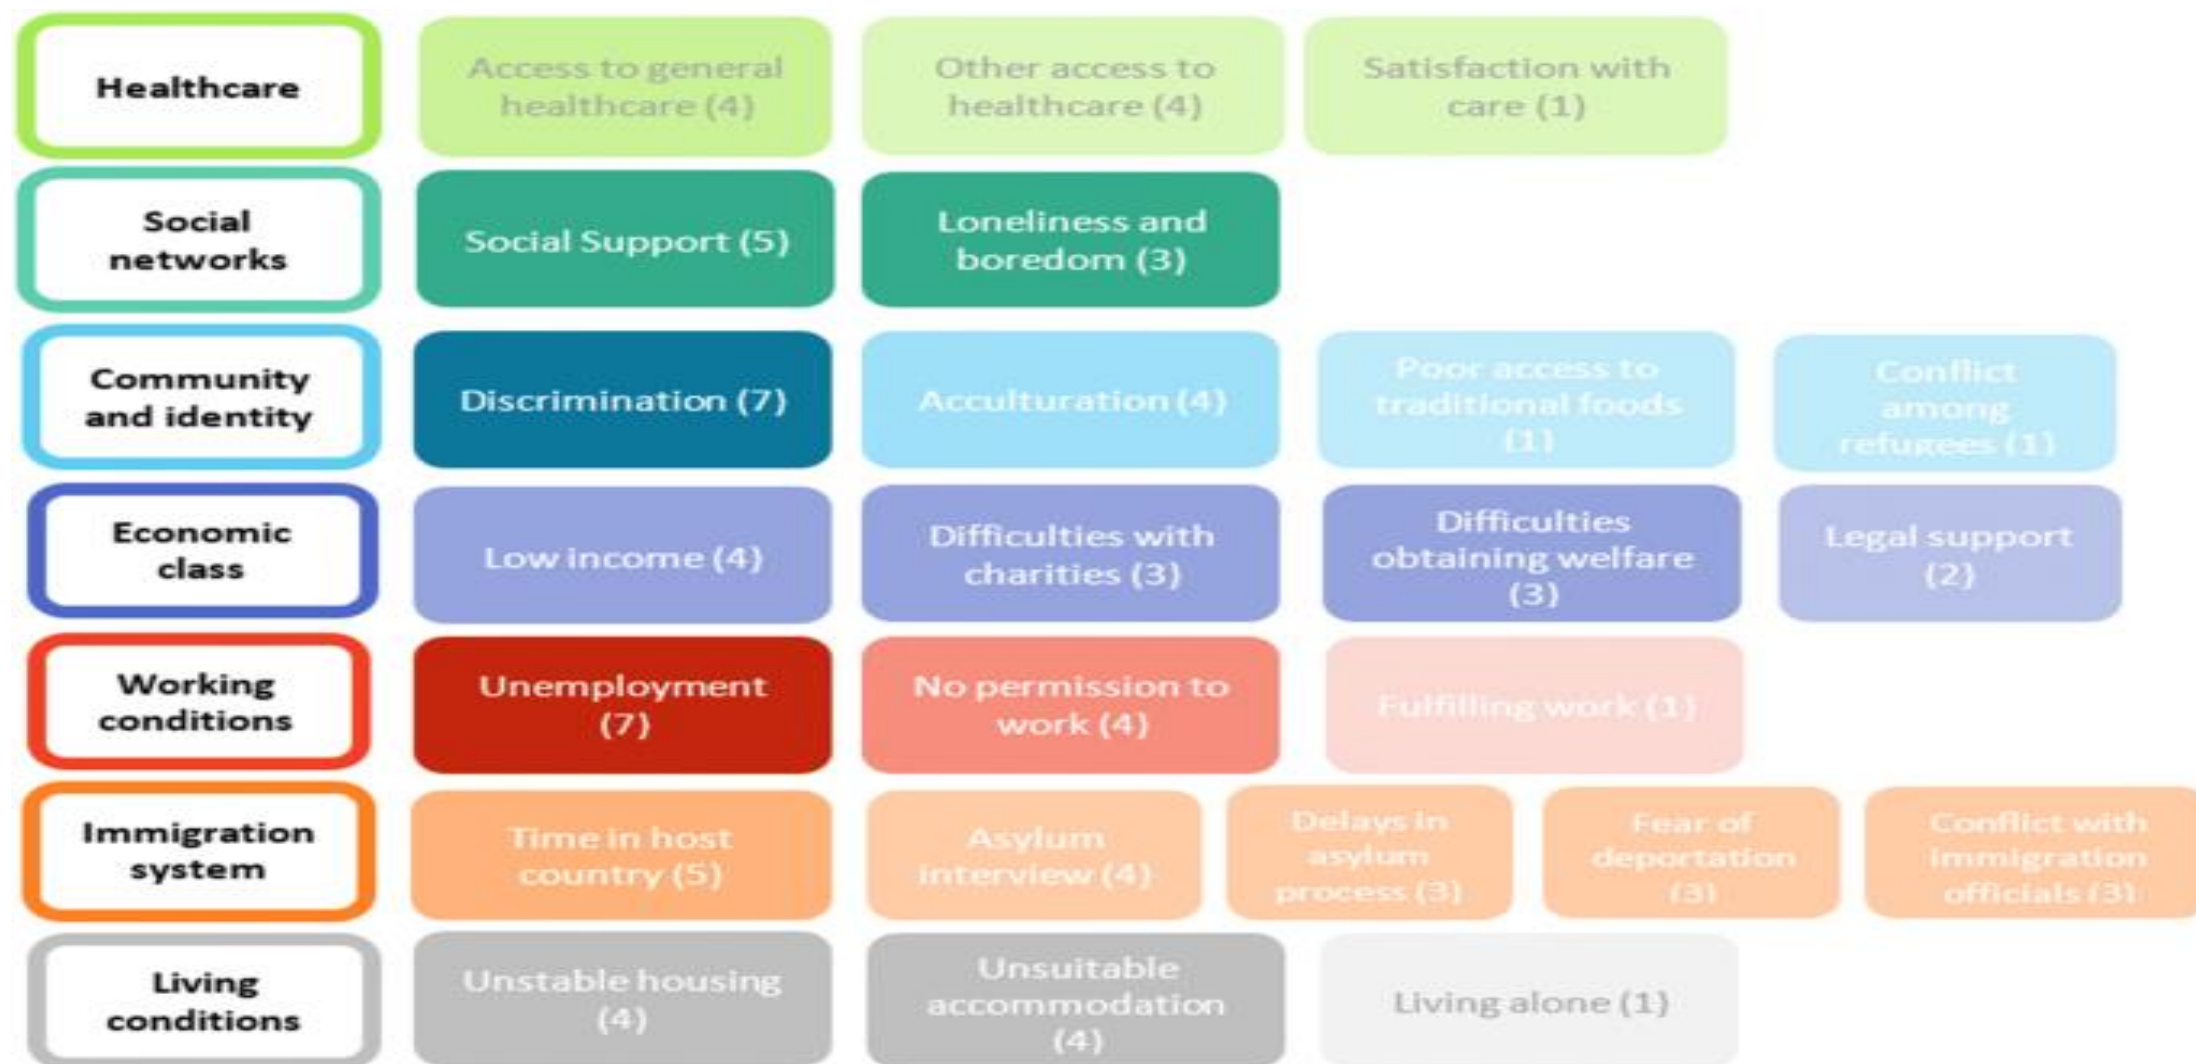 Healthcare
Access to general
healthcare (4)
Other access to
healthcare (4)
Satisfaction with
care (1)
Social
networks
Social Support (5)
Loneliness and
boredom (3)
Community
and identity
Discrimination (7)
Acculturation (4)
Poor access to
traditional foods
(1)
Conflict
among
refugees (1)
Economic
class
Low income (4)
Difficulties with
charities (3)
Difficulties
obtaining welfare
(3)
Legal support
(2)
Working
conditions
Unemployment
(7)
No permission to
work (4)
Fulfilling work (1)
Immigration
system
Time in host
country (5)
Asylum
interview (4)
Delays in
asylum
process (3)
Fear of
deportation
(3)
Conflict with
immigration
officials (3)
Living
conditions
Unstable housing
(4)
Unsuitable
accommodation
(4)
Living alone (1)